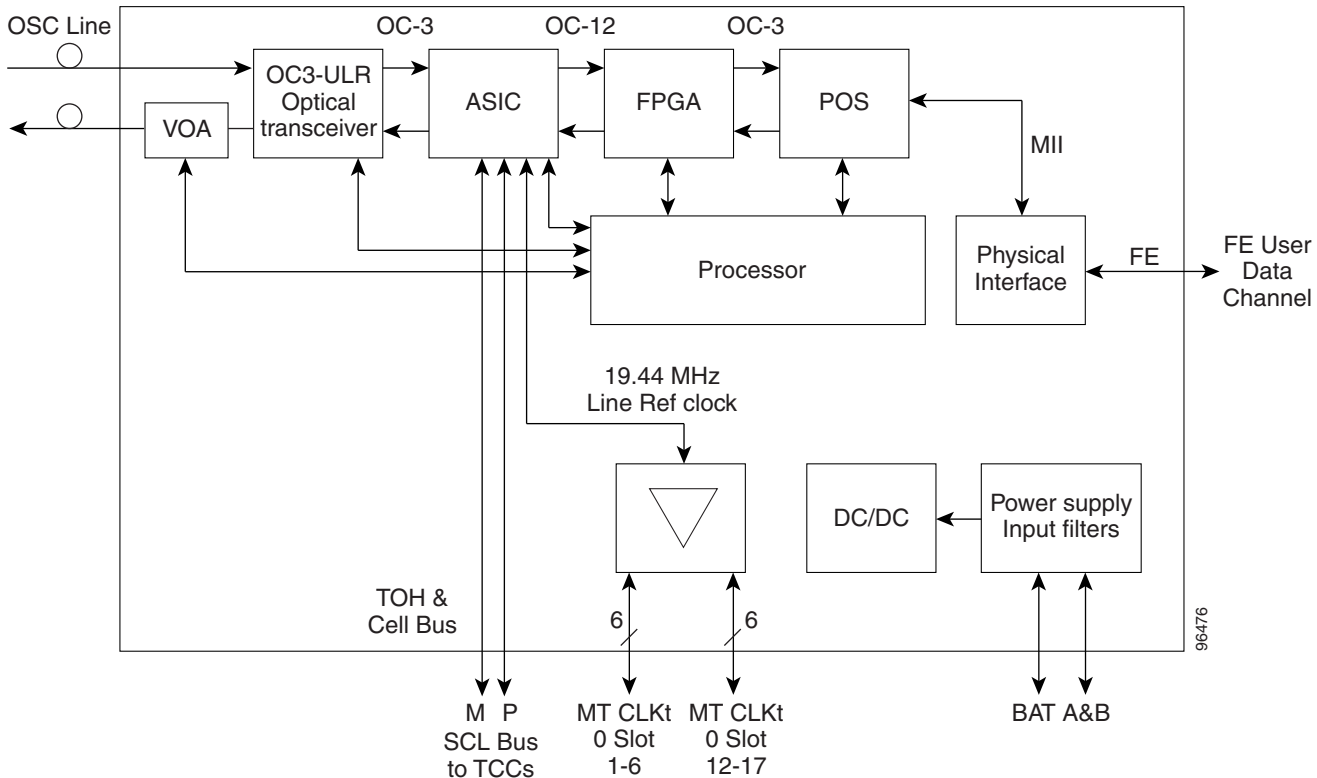 OSC Line
OC-3
OC-12
OC-3
OC3-ULR
Optical
transceiver
ASIC
FPGA
POS
VOA
MII
Processor
Physical
Interface
FE
FE User
Data
Channel
19.44 MHz
Line Ref clock
DC/DC
Power supply
Input filters
TOH &
Cell Bus
6
6
96476
M P
SCL Bus
to TCCs
MT CLKt
0 Slot
1-6
MT CLKt
0 Slot
12-17
BAT A&B